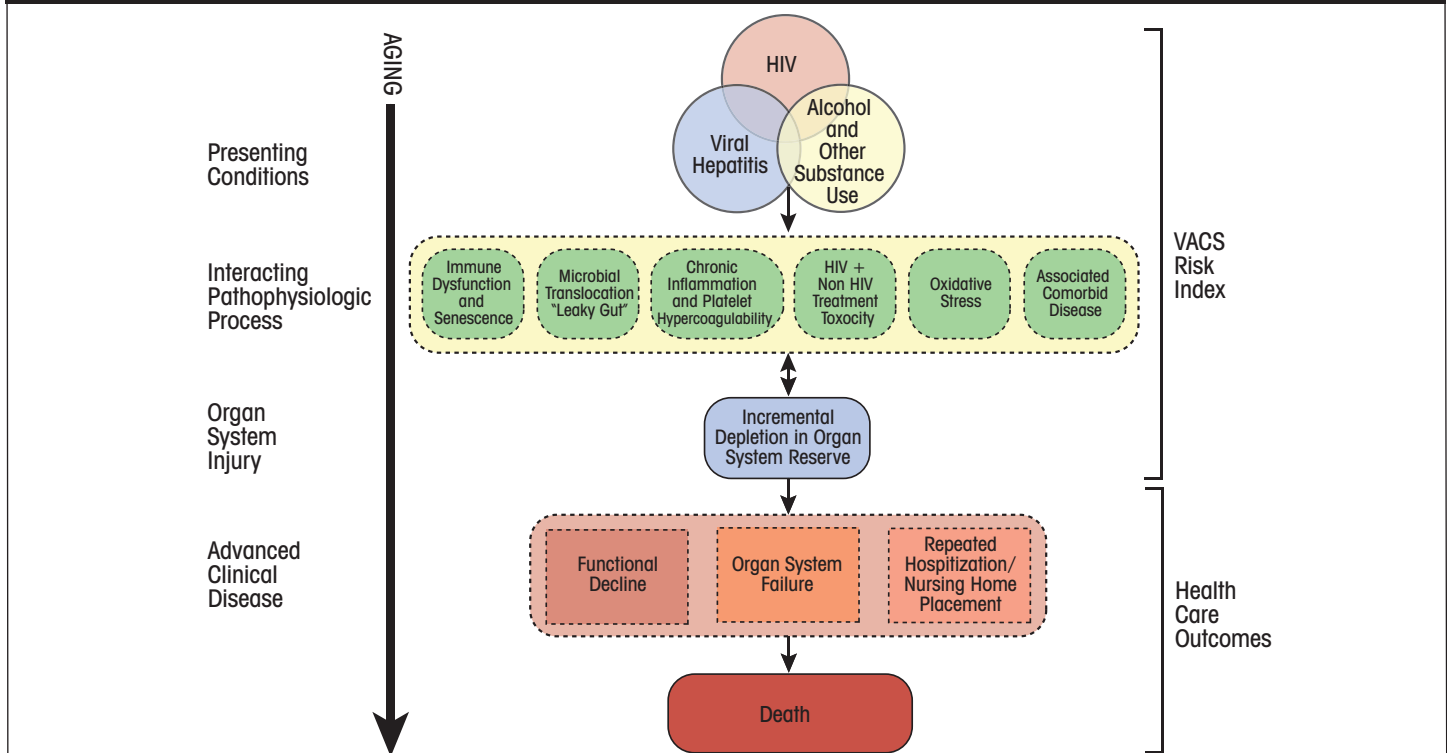 AGING
HIV
Viral
Hepatitis
Alcohol
and
Other
Substance
Use
Presenting
Conditions
Interacting
Pathophysiologic
Process
Immune
Dysfunction
and
Senescence
Microbial
Translocation
“Leaky Gut”
Chronic
Inflammation
and Platelet
Hypercoagulability
HIV +
Non HIV
Treatment
Toxocity
Oxidative
Stress
Associated
Comorbid
Disease
VACS
Risk
Index
Organ
System
Injury
Incremental
Depletion in Organ
System Reserve
Advanced
Clinical
Disease
Functional
Decline
Organ System
Failure
Repeated
Hospitization/
Nursing Home
Placement
Health
Care
Outcomes
Death